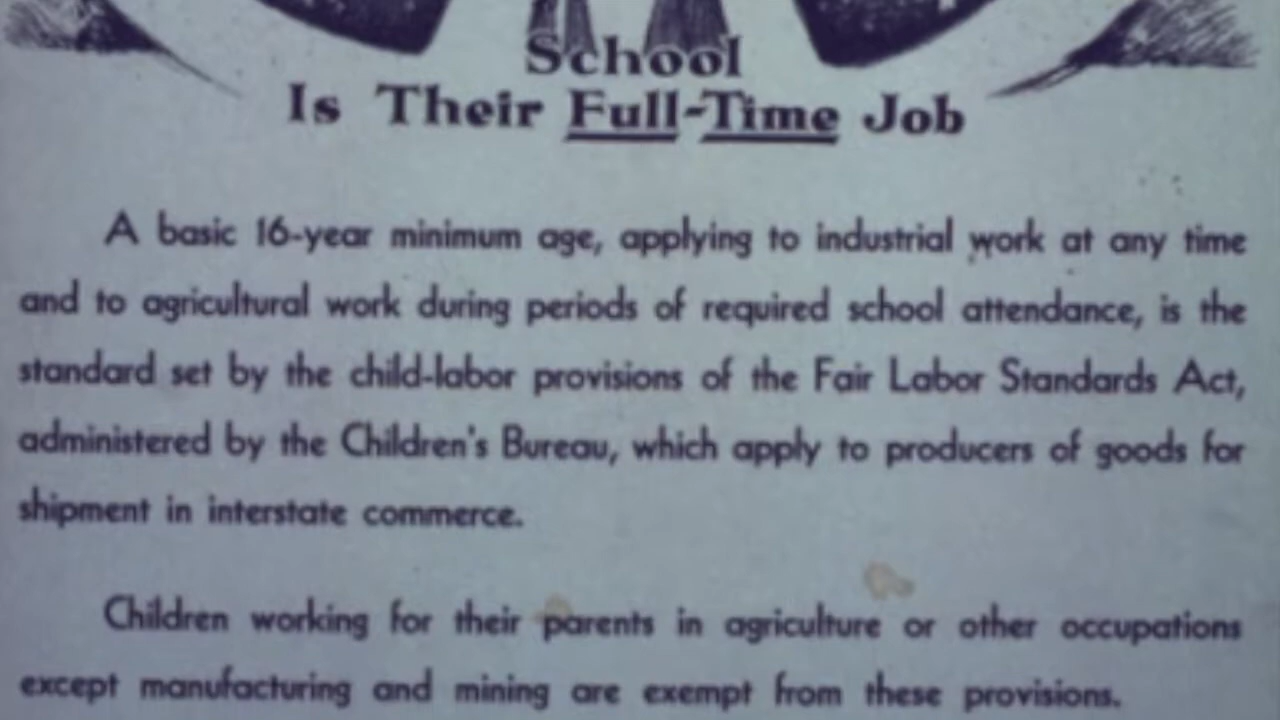 School
Is Their Full-Time Job
A basic 16-year minimum age, applying to industrial work at any time
and to agricultural work during periods of required school attendance, is the
standard set by the child-labor provisions of the Fair Labor Standards Act,
administered by the Children's Bureau, which apply to producers of goods for
shipment in interstate commerce.
Children working for their parents in agriculture or other occupations
except manufacturing and mining are exempt from these provisions.